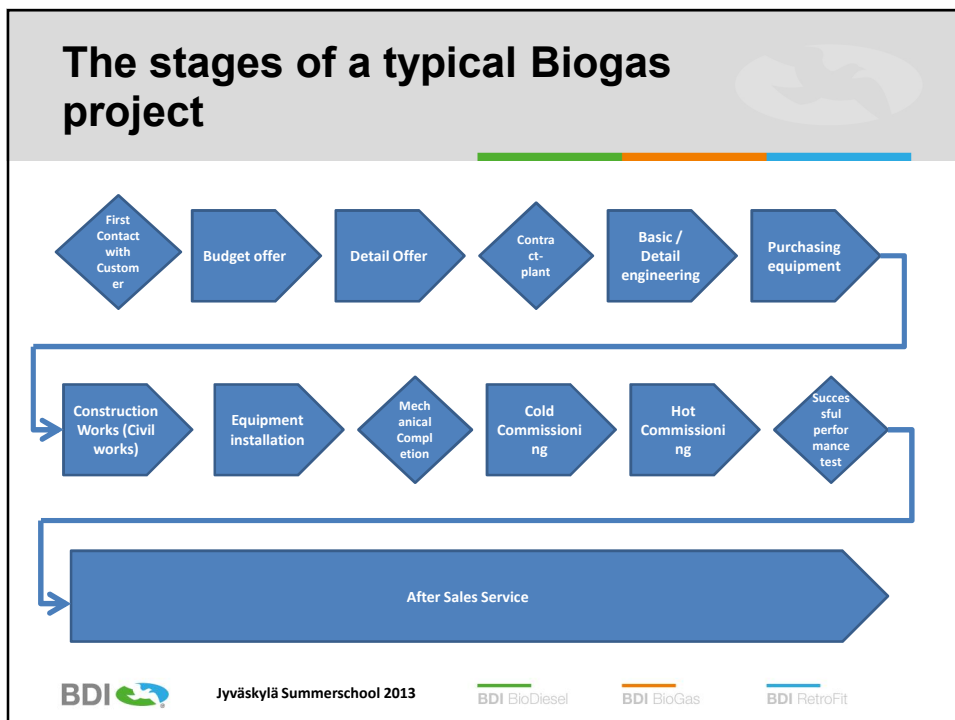 The stages of a typical Biogas
project
First
Contact
with
Custom
er
Budget offer
Detail Offer
Contra
ct-
plant
Basic /
Detail
engineering
Purchasing
equipment
Construction
Works (Civil
works)
Equipment
installation
Mech
anical
Compl
etion
Cold
Commissioni
ng
Hot
Commissioni
ng
Succes
sful
perfor
mance
test
After Sales Service
BDI
Jyväskylä Summerschool 2013
BDI BioDiesel
BDI BioGas
BDI RetroFit